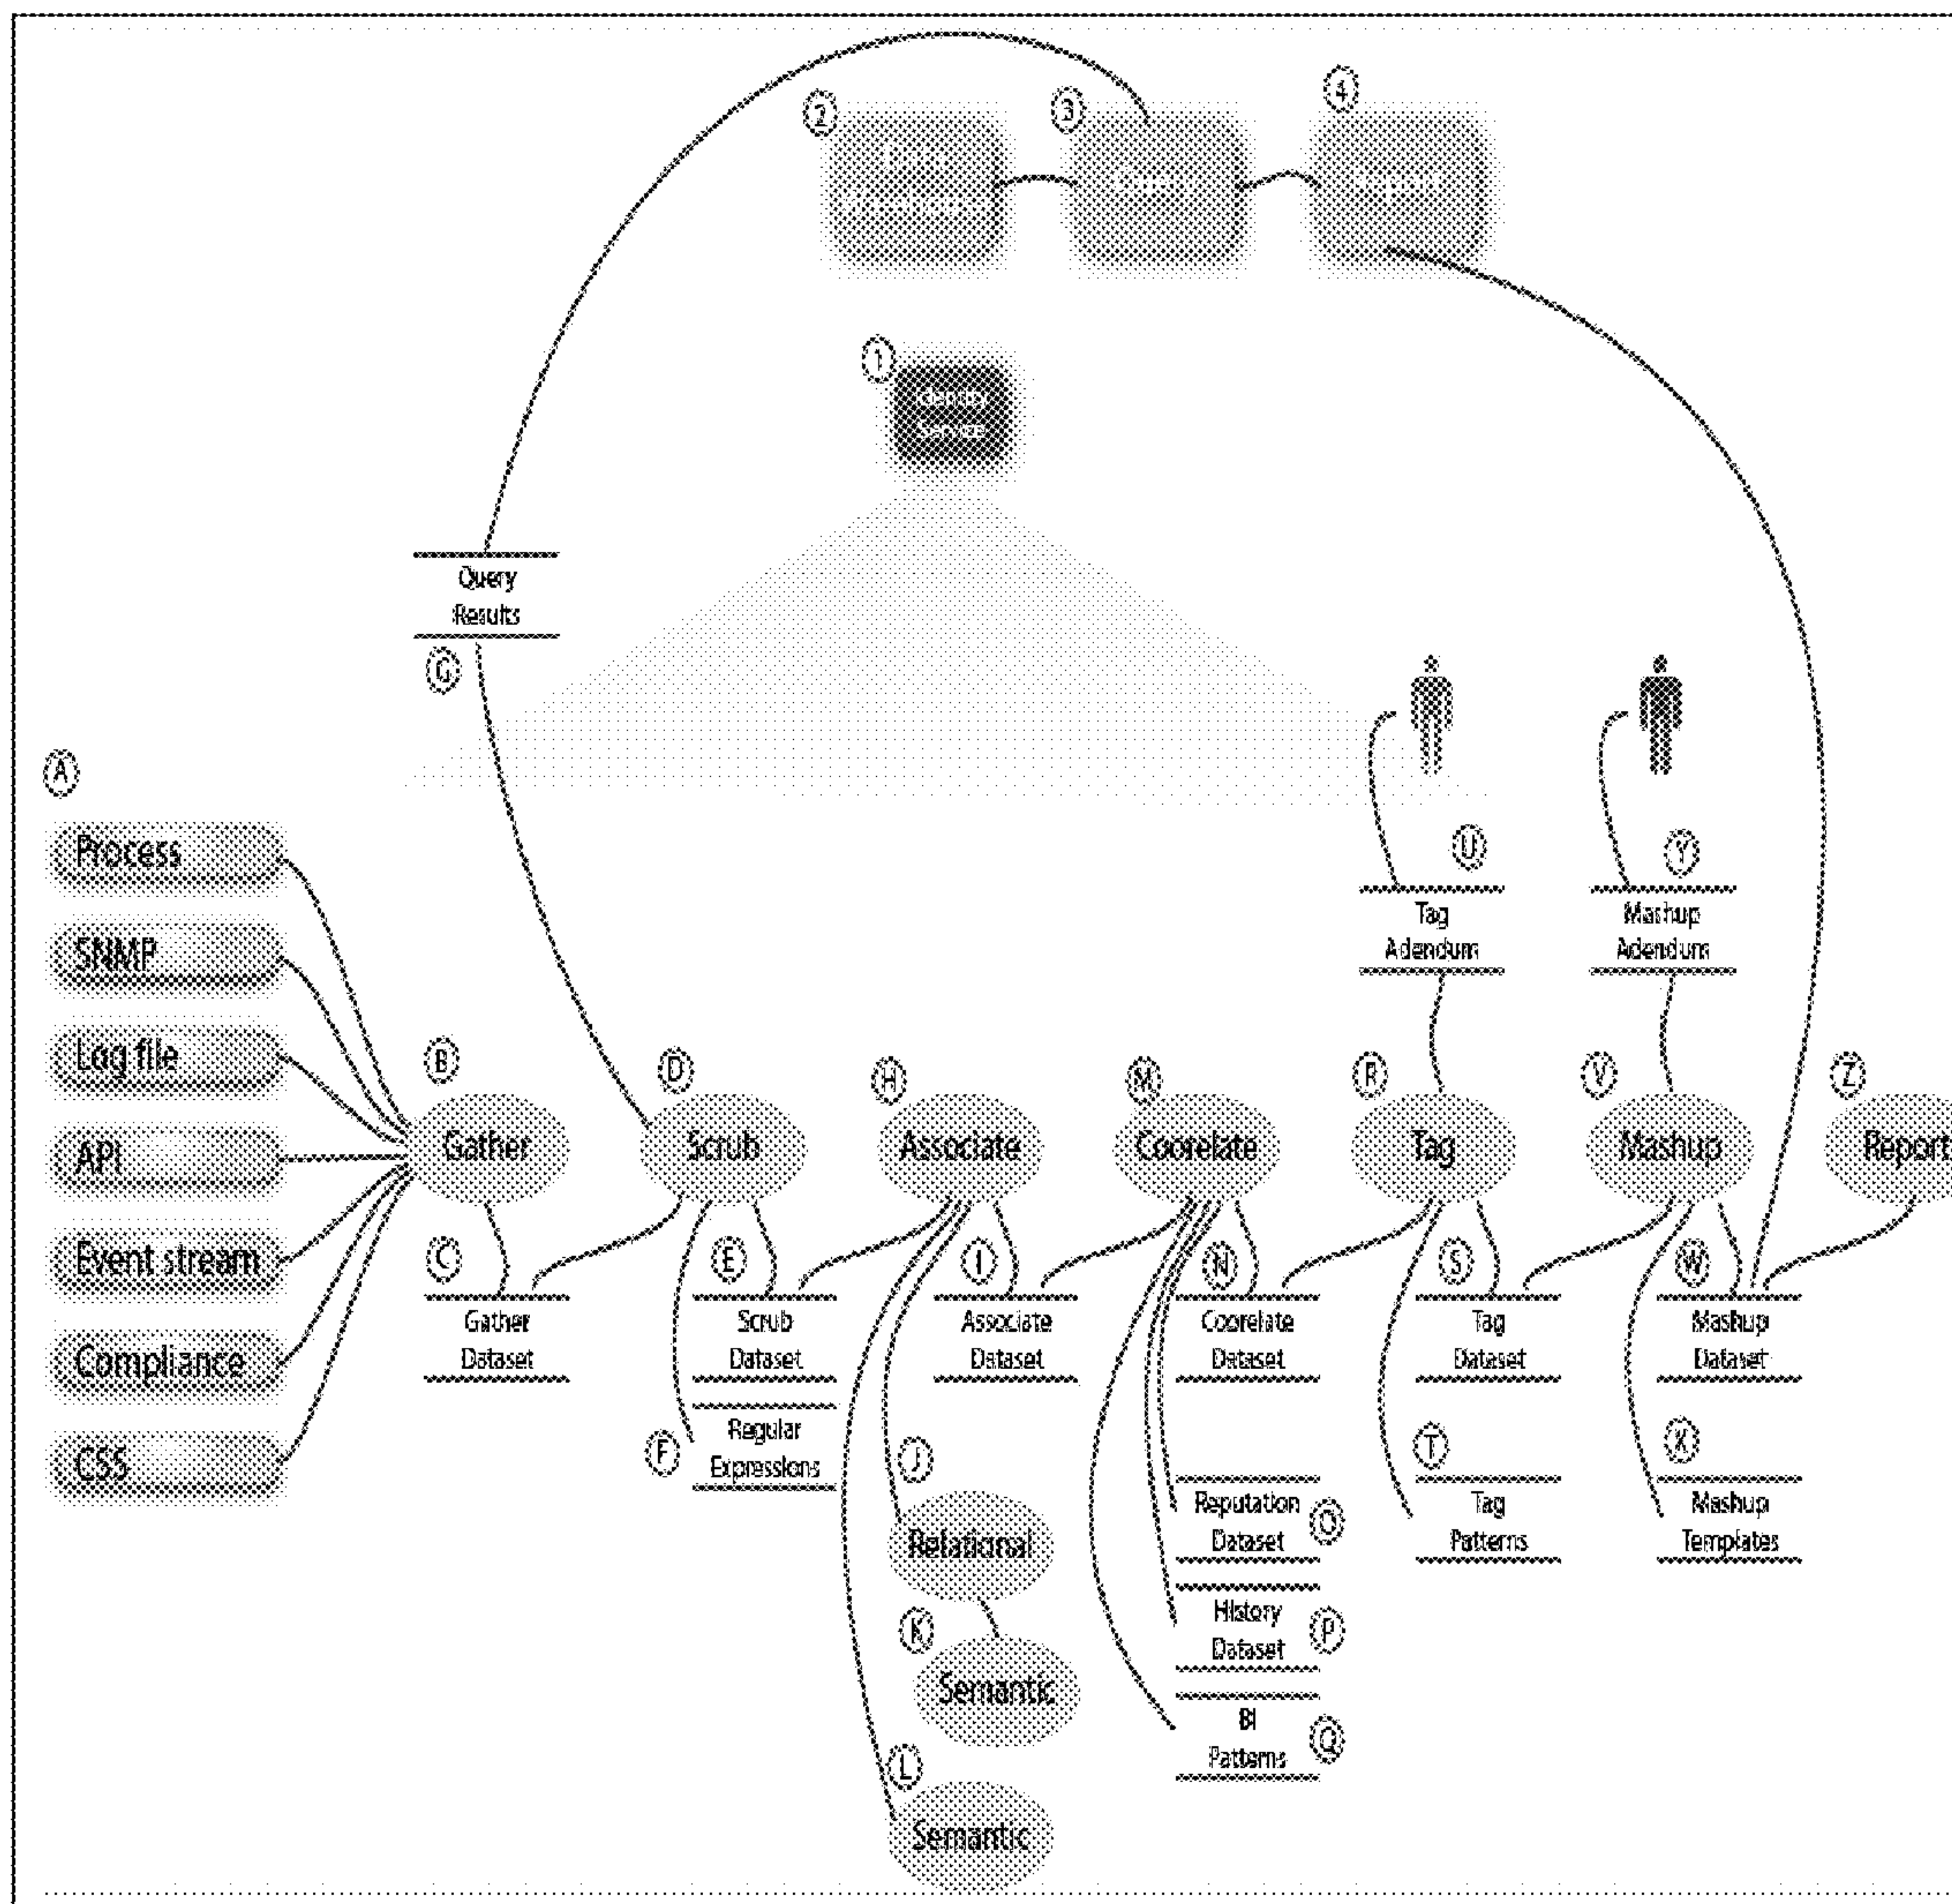 2
3
4
1
Identity
Service
Query
Results
G
A
Process
SNMP
Log file
API
Event stream
Compliance
CSS
U
Tag
Adendum
Y
Mashup
Adendum
B
Gather
D
Scrub
H
Associate
M
Coorelate
R
Tag
V
Mashup
Z
Report
C
Gather
Dataset
E
Scrub
Dataset
I
Associate
Dataset
N
Coorelate
Dataset
S
Tag
Dataset
W
Mashup
Dataset
F
Regular
Expressions
J
Relational
K
Semantic
L
Semantic
Reputation
Dataset
O
History
Dataset
P
BI
Patterns
Q
T
Tag
Patterns
X
Mashup
Templates